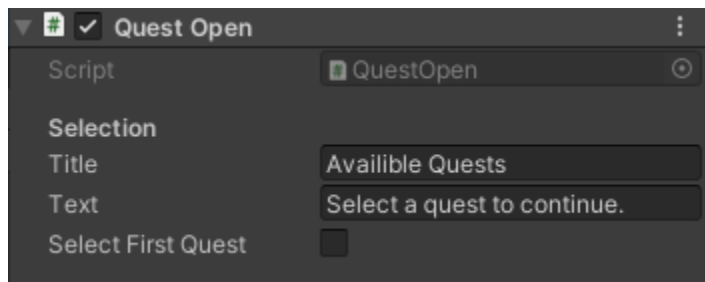 Quest Open
Script QuestOpen
Selection
Title Availible Quests
Text Select a quest to continue.
Select First Quest